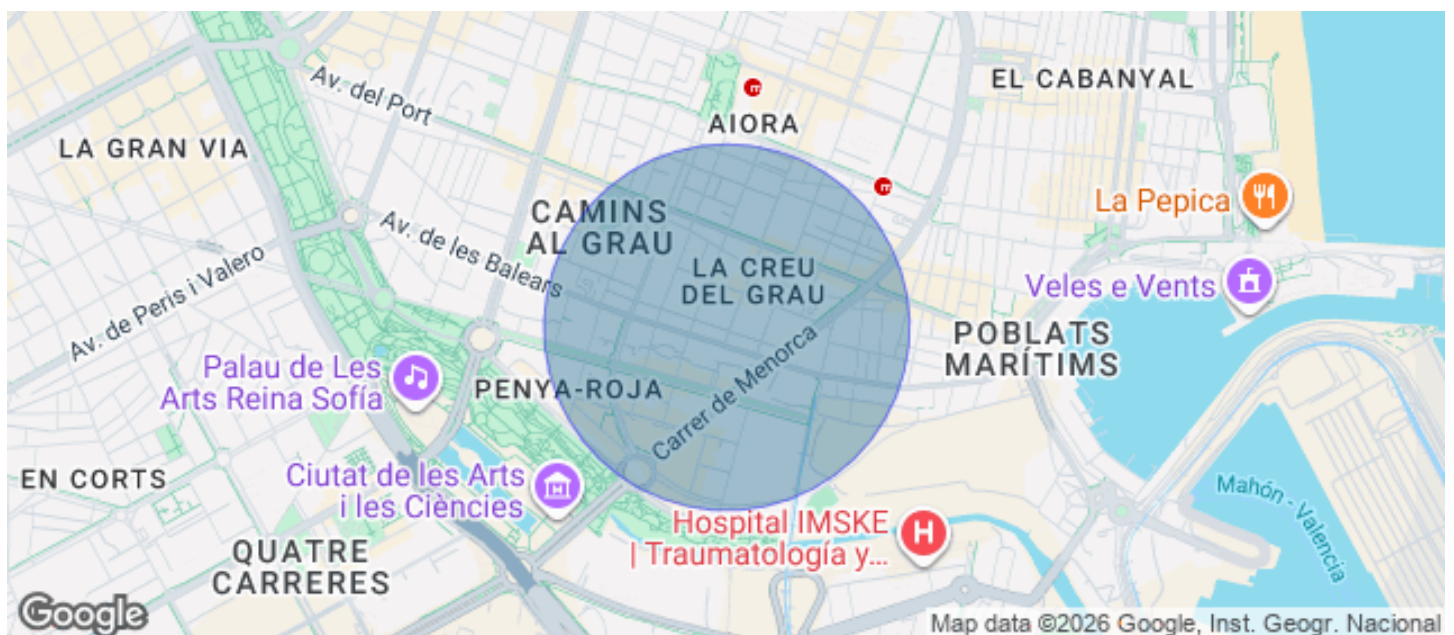 EL CABANYAL
Av. del Port
AIORA
LA GRAN VIA
La Pepica
CAMINS
AL GRAU
Av. de les Balears
LA CREU
DEL GRAU
Veles e Vents
Av. de Peris i Valero
POBLATS
MARÍTIMS
Palau de Les
Arts Reina Sofía
PENYA-ROJA
Carrer de Menorca
EN CORTS
Ciutat de les Arts
i les Ciències
Mahón - Valencia
Hospital IMSKE
| Traumatología y...
QUATRE
CARRERES
Google
Map data ©2026 Google, Inst. Geogr. Nacional